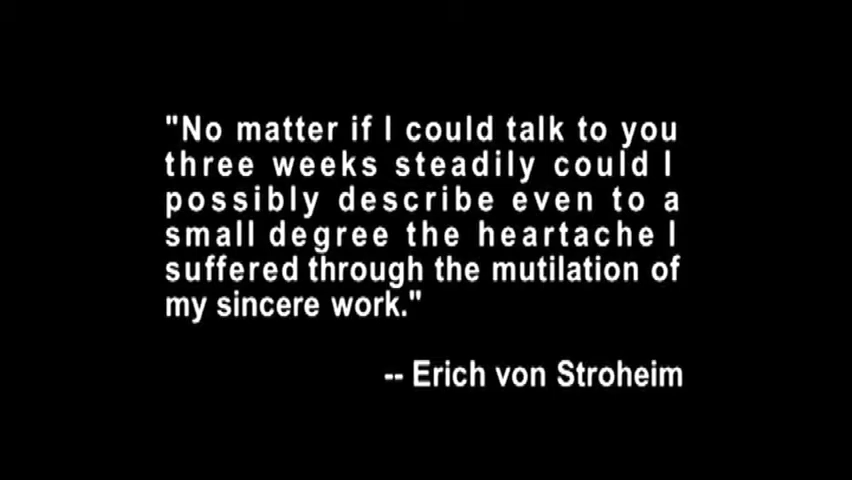 "No matter if I could talk to you
three weeks steadily could I
possibly describe even to a
small degree the heartache I
suffered through the mutilation of
my sincere work."
-- Erich von Stroheim